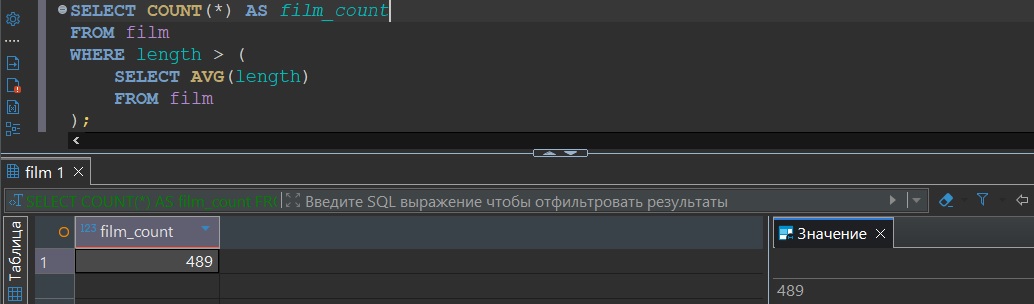 SELECT COUNT(*) AS film_count
FROM film
WHERE length > (
SELECT AVG(length)
FROM film
);
film 1
SELECT COUNT(*) AS film_count FRO
Введите SQL выражение чтобы отфильтровать результаты
Таблица
123 film_count
Значение
1
489
489